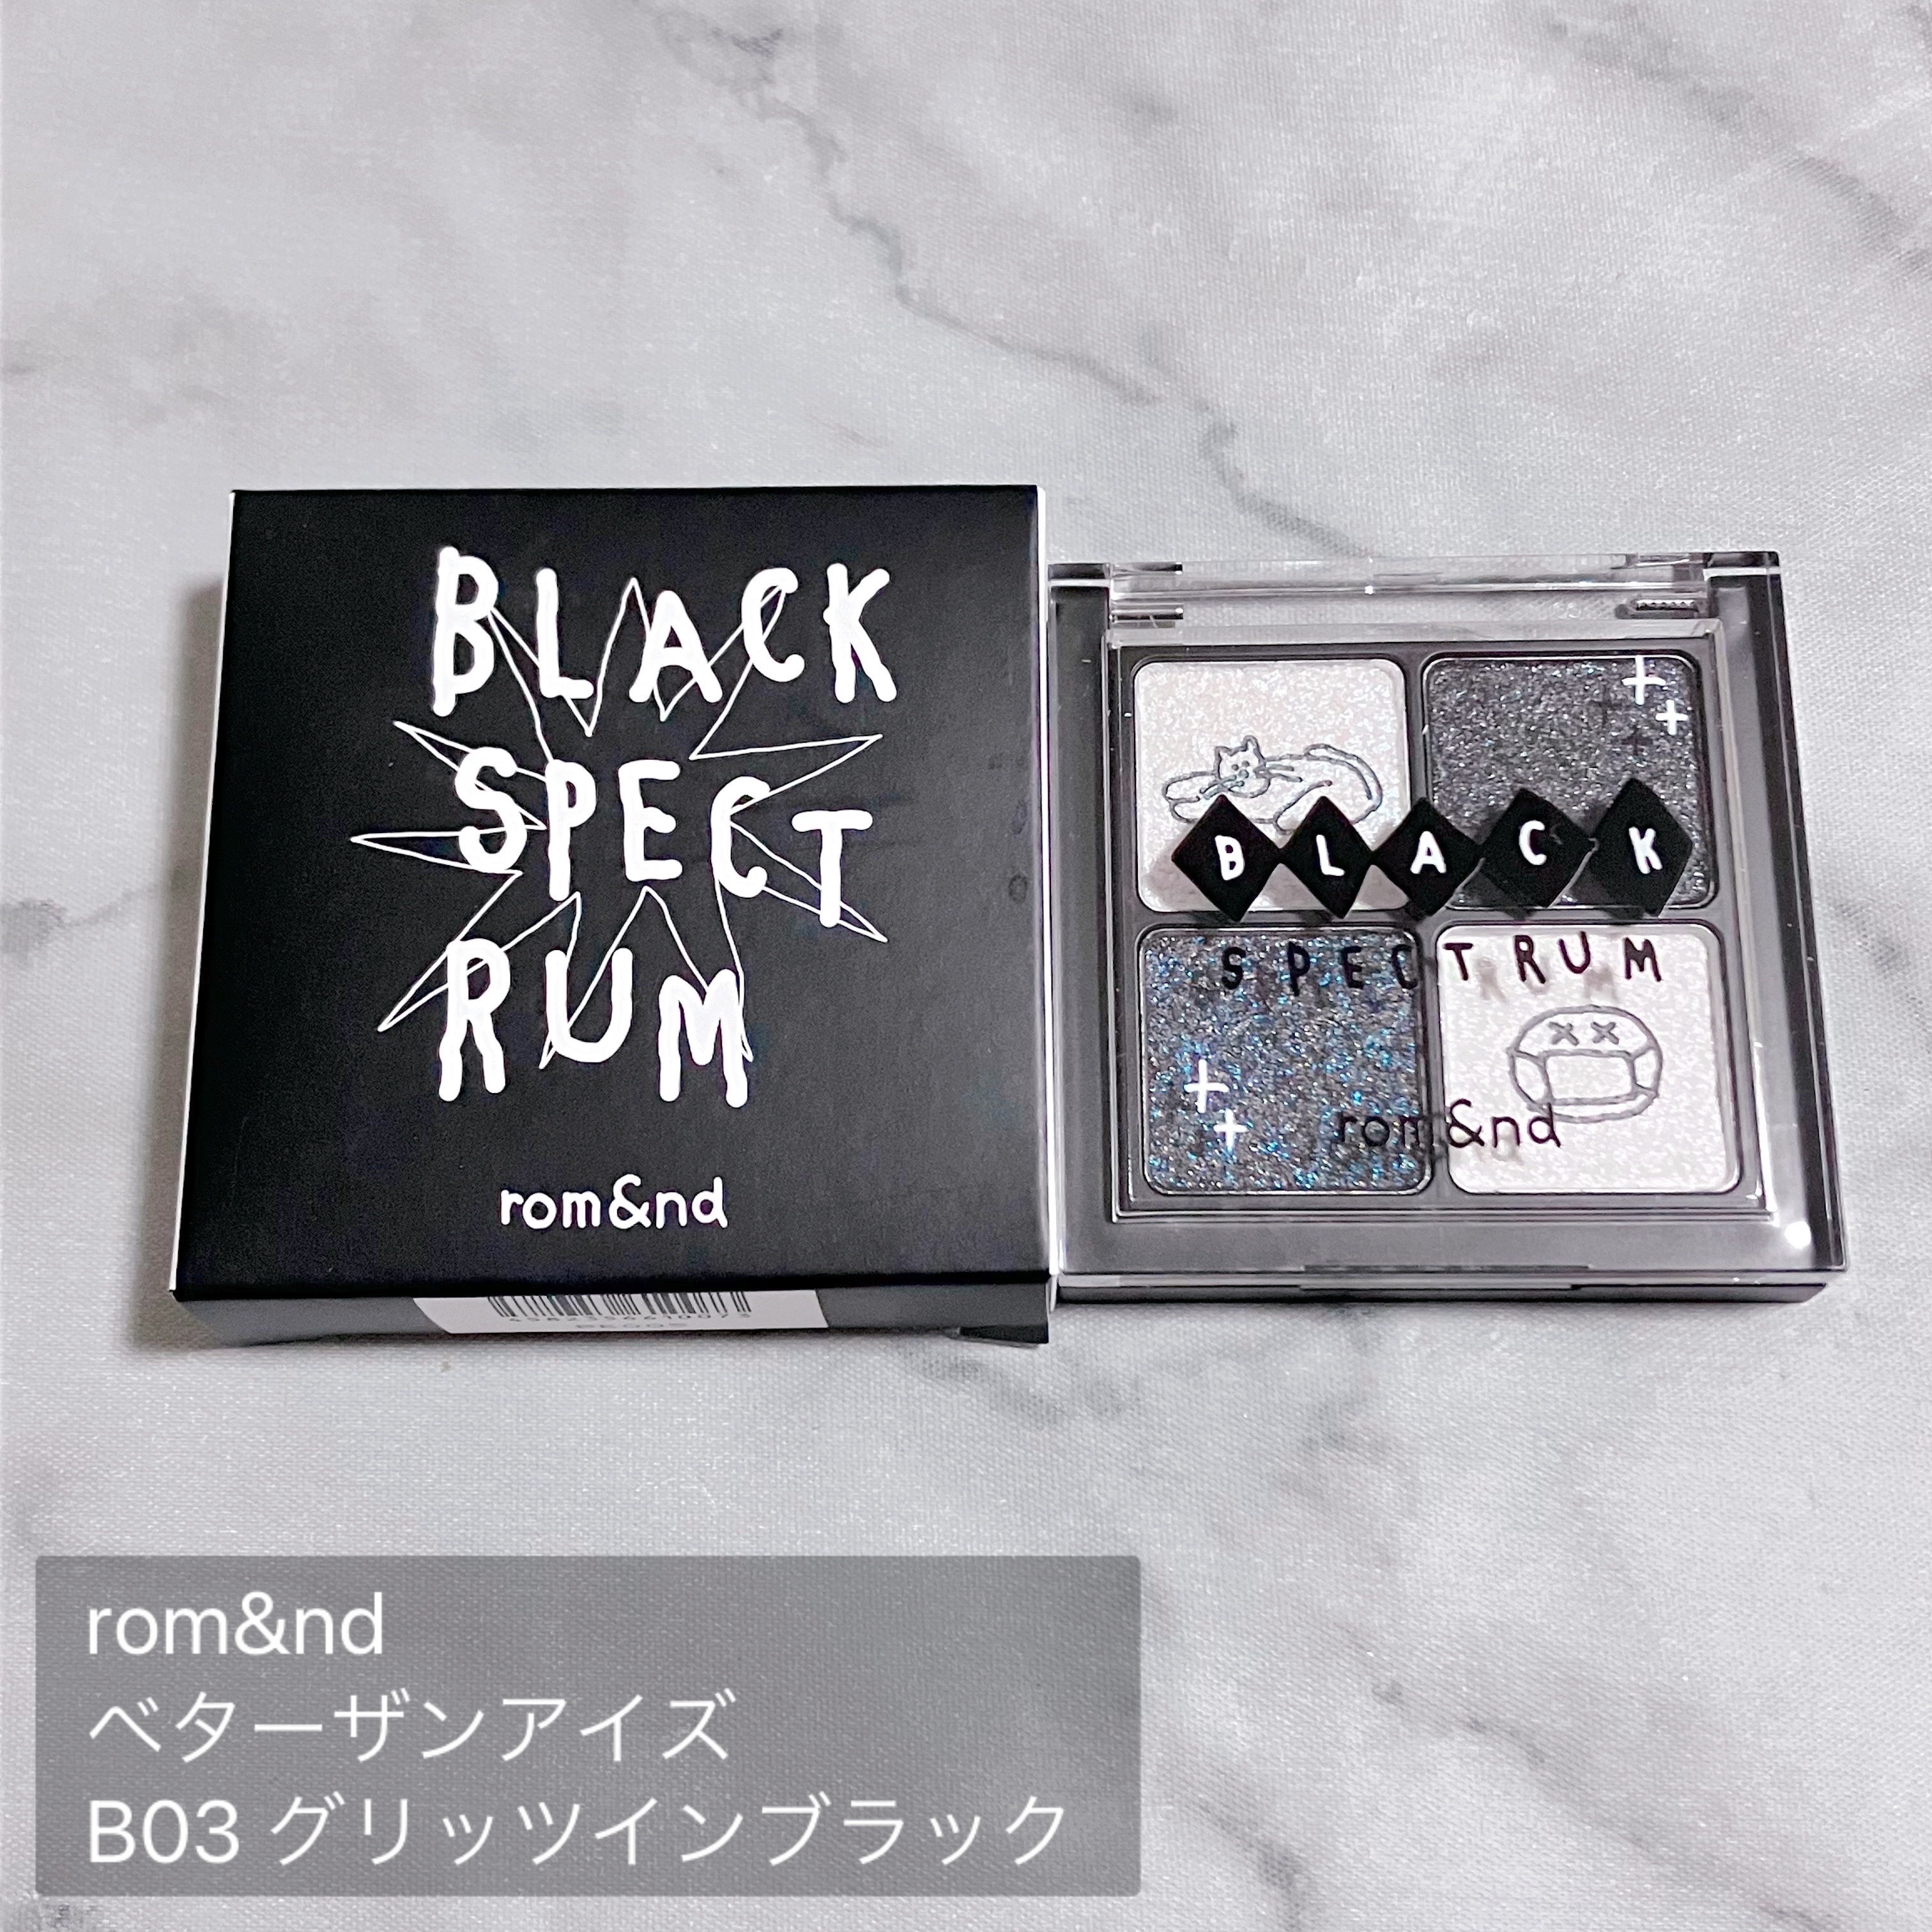 BLACK
SPECT
RUM
rom&nd
BLACK
SPECTRUM
rom&nd
rom&nd
ベターザンアイズ
B03 グリッツインブラック